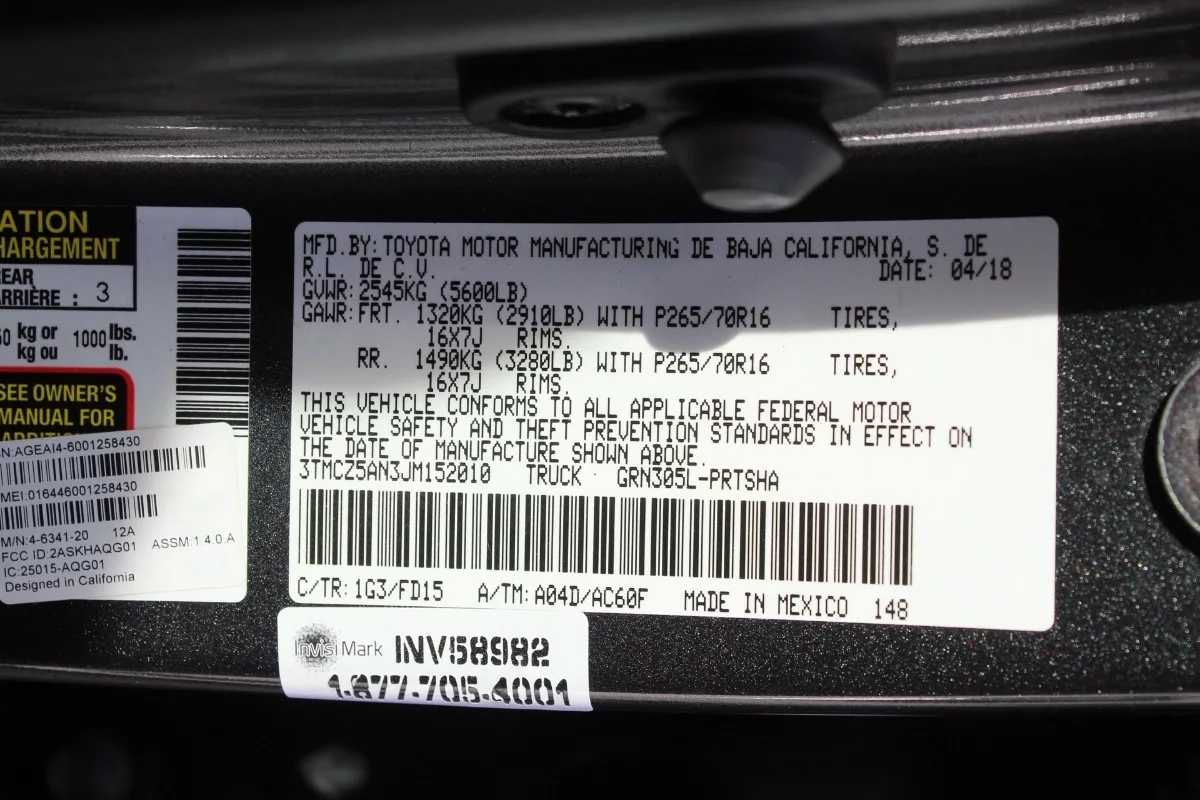 ATION
HARGEMENT
EAR
ARRIÈRE : 3
kg or 1000 lbs.
kg ou lb.
SEE OWNER'S
MANUAL FOR
N:AGEAI4-6001258430
MEI:016446001258430
M/N:4-6341-20 12A
FCC ID:2ASKHAQG01 ASSM:1.4.0.A
IC:25015-AQG01
Designed in California
MFD.BY:TOYOTA MOTOR MANUFACTURING DE BAJA CALIFORNIA, S. DE
R.L. DE C.V. DATE: 04/18
GVWR:2545KG (5600LB)
GAWR:FRT. 1320KG (2910LB) WITH P265/70R16 TIRES,
16X7J RIMS.
RR. 1490KG (3280LB) WITH P265/70R16 TIRES,
16X7J RIMS.
THIS VEHICLE CONFORMS TO ALL APPLICABLE FEDERAL MOTOR
VEHICLE SAFETY AND THEFT PREVENTION STANDARDS IN EFFECT ON
THE DATE OF MANUFACTURE SHOWN ABOVE.
3TMCZ5AN3JM152010 TRUCK GRN305L-PRTSHA
C/TR:1G3/FD15 A/TM:A04D/AC60F MADE IN MEXICO 148
InvisiMark INV58982
1-877-705-4001